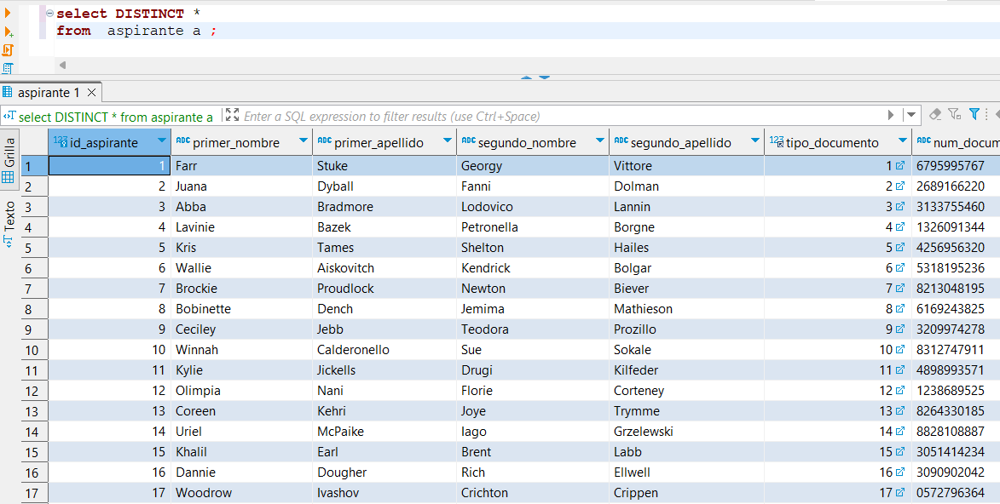 select DISTINCT *
from aspirante a ;
aspirante 1
select DISTINCT * from aspirante a Enter a SQL expression to filter results (use Ctrl+Space)
Grilla
Texto
123 id_aspirante ABC primer_nombre ABC primer_apellido ABC segundo_nombre ABC segundo_apellido 123 tipo_documento ABC num_docum
1 1 Farr Stuke Georgy Vittore 1 6795995767
2 2 Juana Dyball Fanni Dolman 2 2689166220
3 3 Abba Bradmore Lodovico Lannin 3 3133755460
4 4 Lavinie Bazek Petronella Borgne 4 1326091344
5 5 Kris Tames Shelton Hailes 5 4256956320
6 6 Wallie Aiskovitch Kendrick Bolgar 6 5318195236
7 7 Brockie Proudlock Newton Biever 7 8213048195
8 8 Bobinette Dench Jemima Mathieson 8 6169243825
9 9 Ceciley Jebb Teodora Prozillo 9 3209974278
10 10 Winnah Calderonello Sue Sokale 10 8312747911
11 11 Kylie Jickells Drugi Kilfeder 11 4898993571
12 12 Olimpia Nani Florie Corteney 12 1238689525
13 13 Coreen Kehri Joye Trymme 13 8264330185
14 14 Uriel McPaike Iago Grzelewski 14 8828108887
15 15 Khalil Earl Brent Labb 15 3051414234
16 16 Dannie Dougher Rich Ellwell 16 3090902042
17 17 Woodrow Ivashov Crichton Crippen 17 0572796364